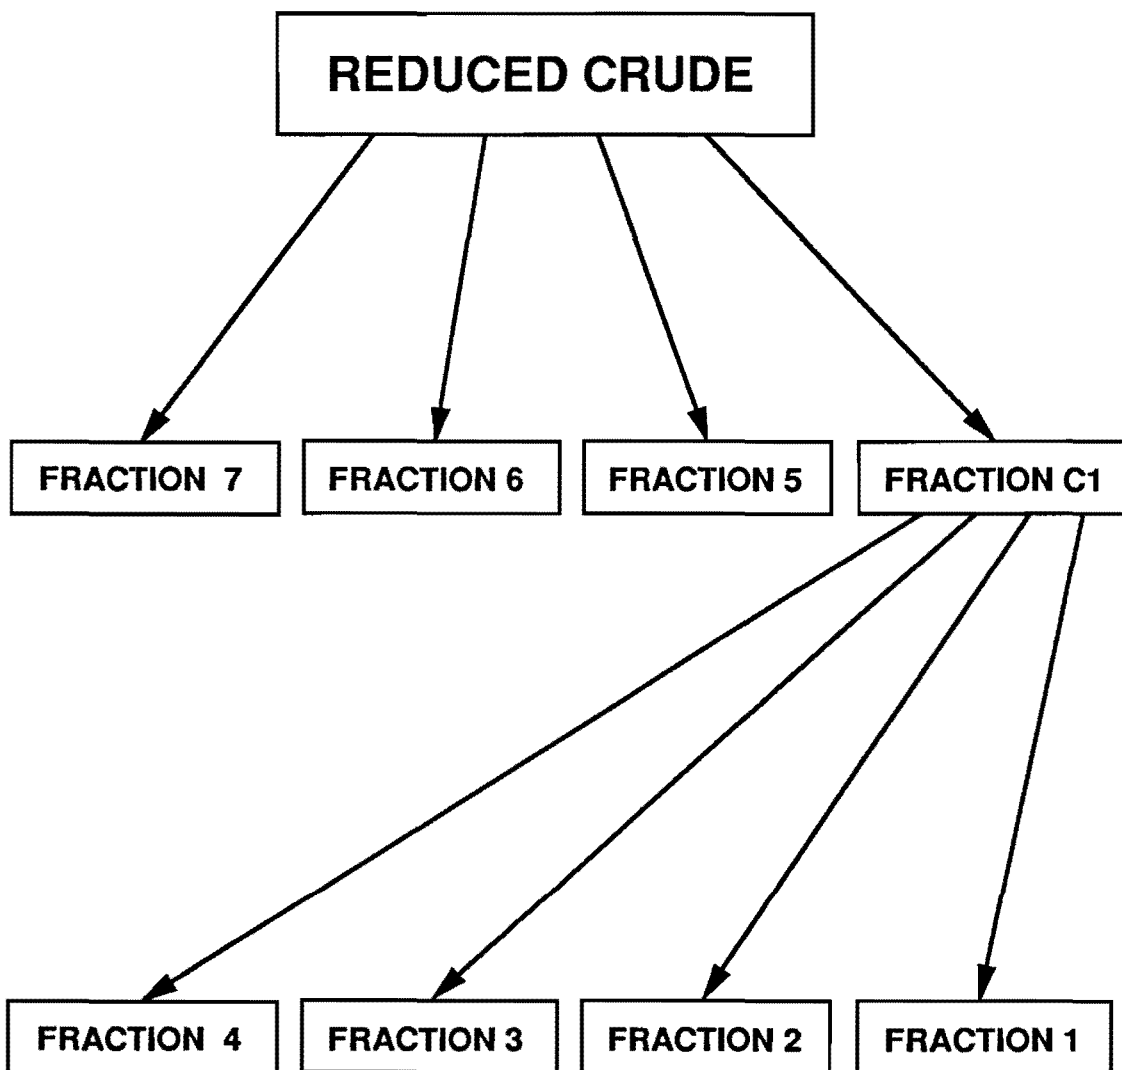 REDUCED CRUDE
FRACTION 7
FRACTION 6
FRACTION 5
FRACTION C1
FRACTION 4
FRACTION 3
FRACTION 2
FRACTION 1